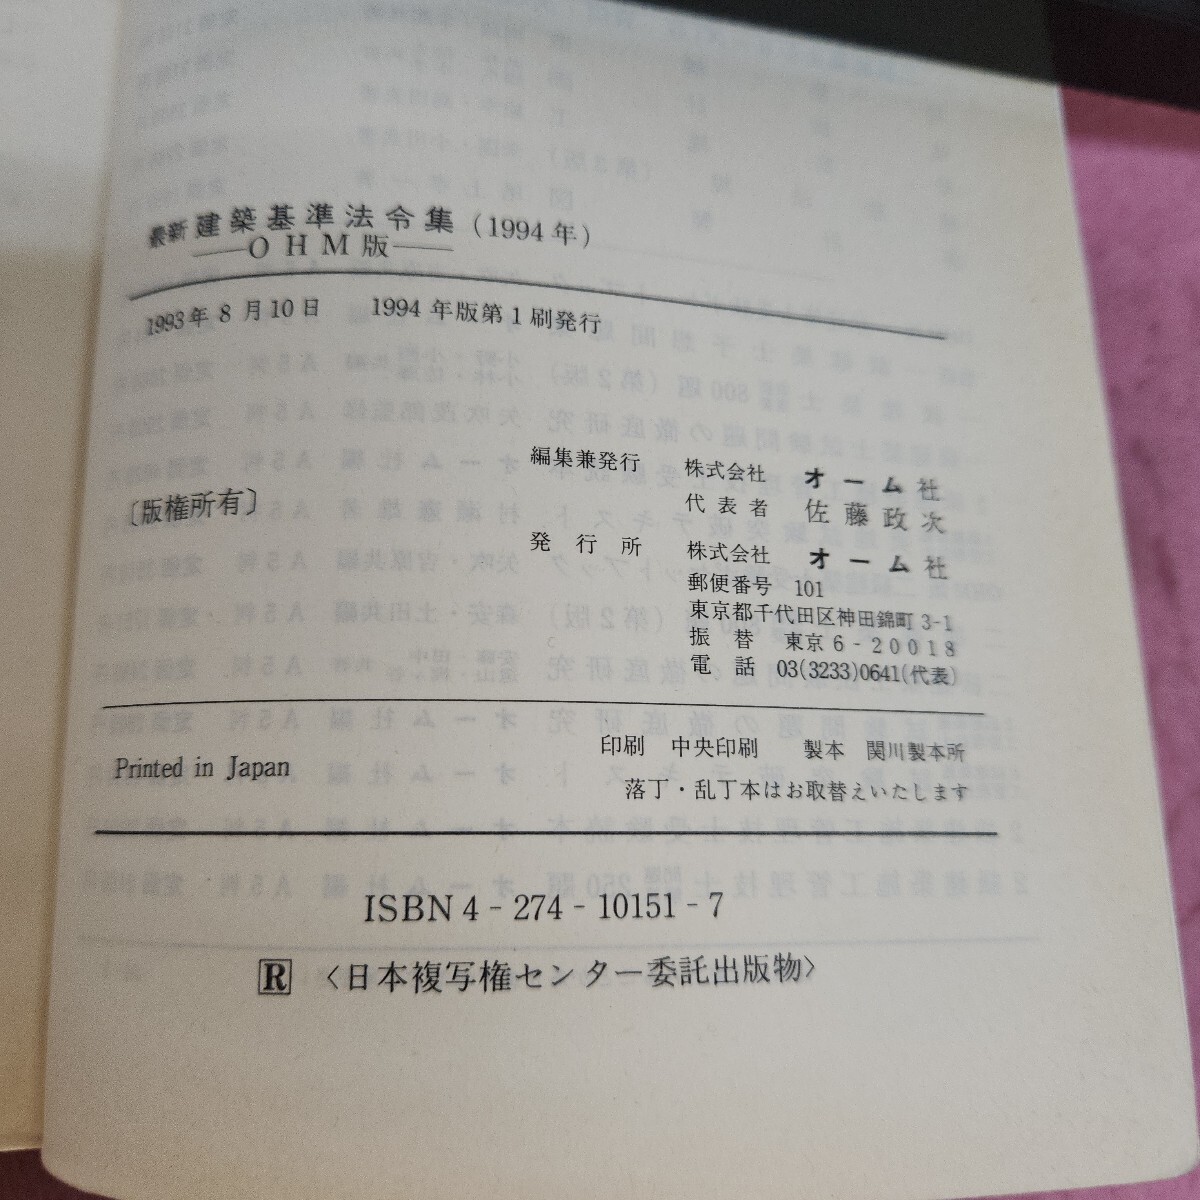 最新 建築基準法令集 (1994年)
―OHM版―
1993年8月10日 1994年版第1刷発行
〔版権所有〕
編集兼発行 株式会社 オーム社
代表者 佐藤政次
発行所 株式会社 オーム社
郵便番号 101
東京都千代田区神田錦町3-1
振替 東京6-20018
電話 03(3233)0641(代表)
Printed in Japan
印刷 中央印刷 製本 関川製本所
落丁・乱丁本はお取替えいたします
ISBN4-274-10151-7
R 〈日本複写権センター委託出版物〉